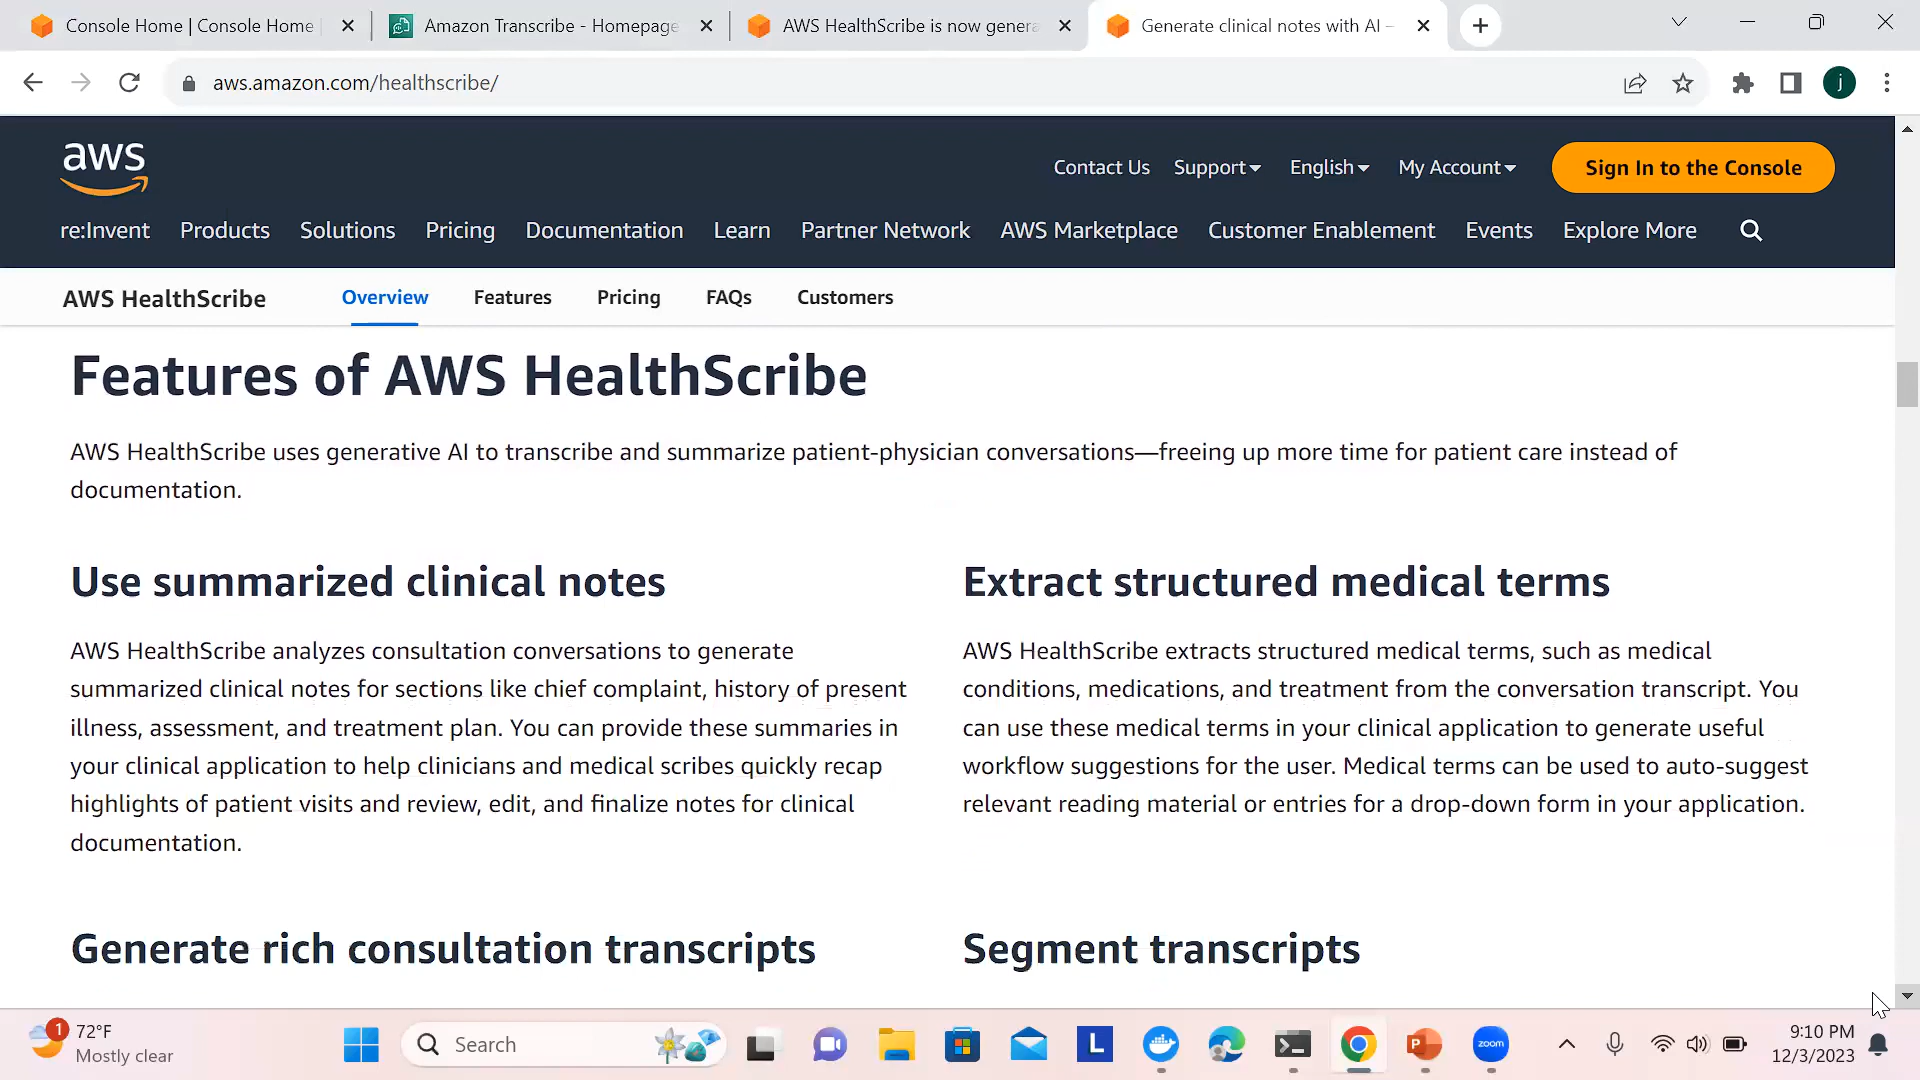 Console Home | Console Home
Amazon Transcribe - Homepage
AWS HealthScribe is now genera
Generate clinical notes with AI –
aws.amazon.com/healthscribe/
j
aws
Contact Us
Support
English
My Account
Sign In to the Console
re:Invent
Products
Solutions
Pricing
Documentation
Learn
Partner Network
AWS Marketplace
Customer Enablement
Events
Explore More
AWS HealthScribe
Overview
Features
Pricing
FAQs
Customers
Features of AWS HealthScribe
AWS HealthScribe uses generative AI to transcribe and summarize patient-physician conversations—freeing up more time for patient care instead of
documentation.
Use summarized clinical notes
AWS HealthScribe analyzes consultation conversations to generate
summarized clinical notes for sections like chief complaint, history of present
illness, assessment, and treatment plan. You can provide these summaries in
your clinical application to help clinicians and medical scribes quickly recap
highlights of patient visits and review, edit, and finalize notes for clinical
documentation.
Extract structured medical terms
AWS HealthScribe extracts structured medical terms, such as medical
conditions, medications, and treatment from the conversation transcript. You
can use these medical terms in your clinical application to generate useful
workflow suggestions for the user. Medical terms can be used to auto-suggest
relevant reading material or entries for a drop-down form in your application.
Generate rich consultation transcripts
Segment transcripts
1
72°F
Mostly clear
Search
L
P
zoom
9:10 PM
12/3/2023